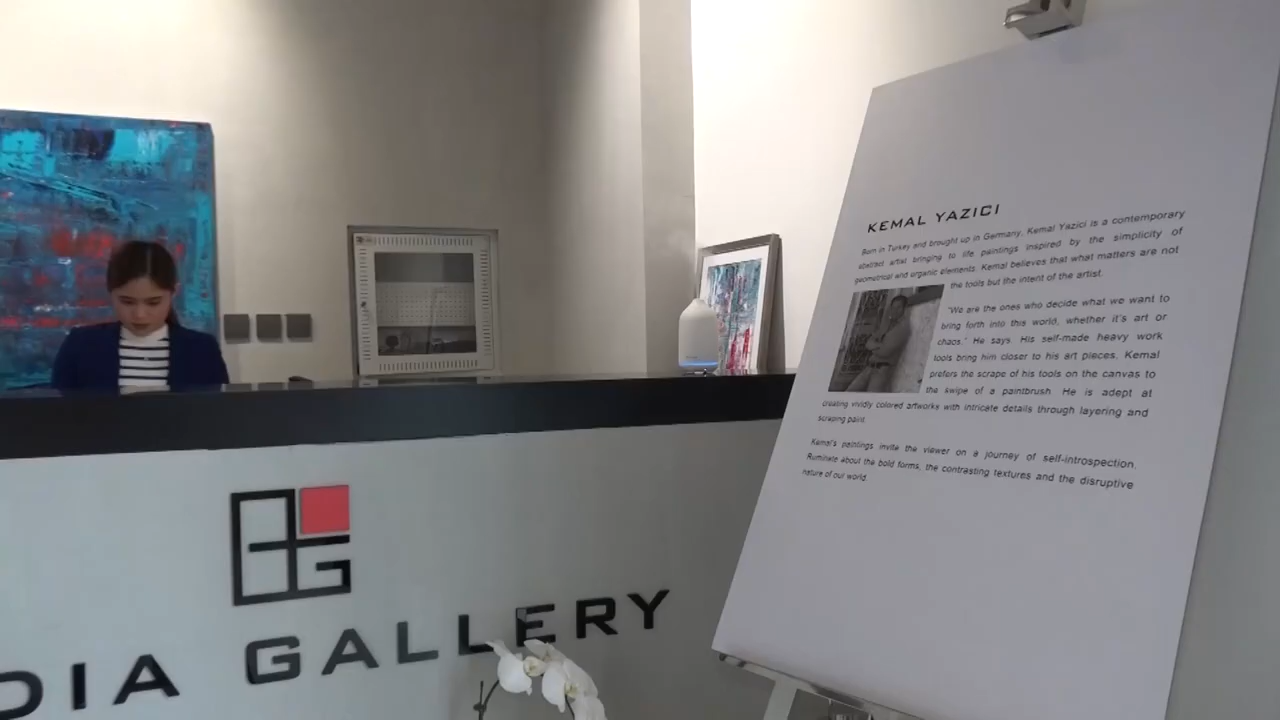 KEMAL YAZICI
Born in Turkey and brought up in Germany, Kemal Yazici is a contemporary
abstract artist bringing to life paintings inspired by the simplicity of
geometrical and organic elements. Kemal believes that what matters are not
the tools but the intent of the artist.
"We are the ones who decide what we want to
bring forth into this world, whether it's art or
chaos." He says. His self-made heavy work
tools bring him closer to his art pieces. Kemal
prefers the scrape of his tools on the canvas to
the swipe of a paintbrush. He is adept at
creating vividly colored artworks with intricate details through layering and
scraping paint.
Kemal's paintings invite the viewer on a journey of self-introspection.
Ruminate about the bold forms, the contrasting textures and the disruptive
nature of our world.
DIA GALLERY